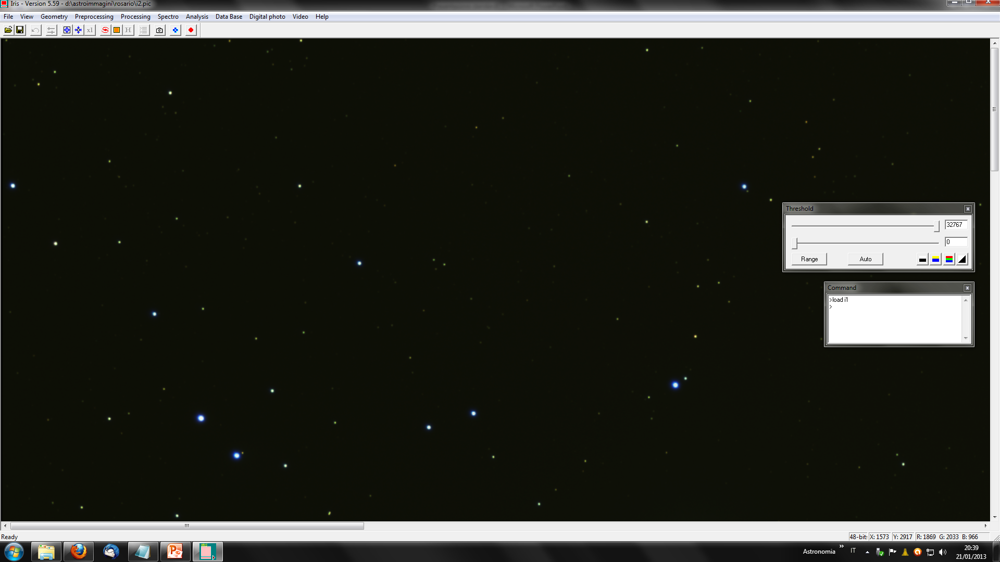 Iris - Version 5.59 - d:\astroimmagini\rosario\i2.pic
File View Geometry Preprocessing Processing Spectro Analysis Data Base Digital photo Video Help
x1 H
Threshold
32767
0
Range Auto
Command
>load i1
>
Ready 48-bit: X: 1573 Y: 2917 R: 1869 G: 2033 B: 966
IRIS
Astronomia » IT 20:39
21/01/2013